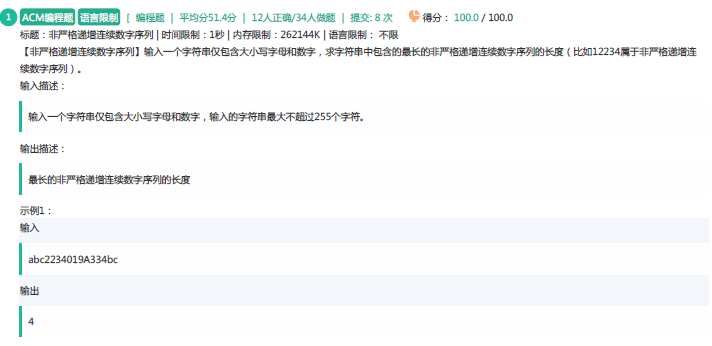 1 ACM编程题 语言限制 [ 编程题 | 平均分51.4分 | 12人正确/34人做题 | 提交: 8 次 得分： 100.0 / 100.0
标题：非严格递增连续数字序列 | 时间限制：1秒 | 内存限制：262144K | 语言限制： 不限
【非严格递增连续数字序列】输入一个字符串仅包含大小写字母和数字，求字符串中包含的最长的非严格递增连续数字序列的长度（比如12234属于非严格递增连
续数字序列）。
输入描述：
输入一个字符串仅包含大小写字母和数字，输入的字符串最大不超过255个字符。
输出描述：
最长的非严格递增连续数字序列的长度
示例1：
输入
abc2234019A334bc
输出
4